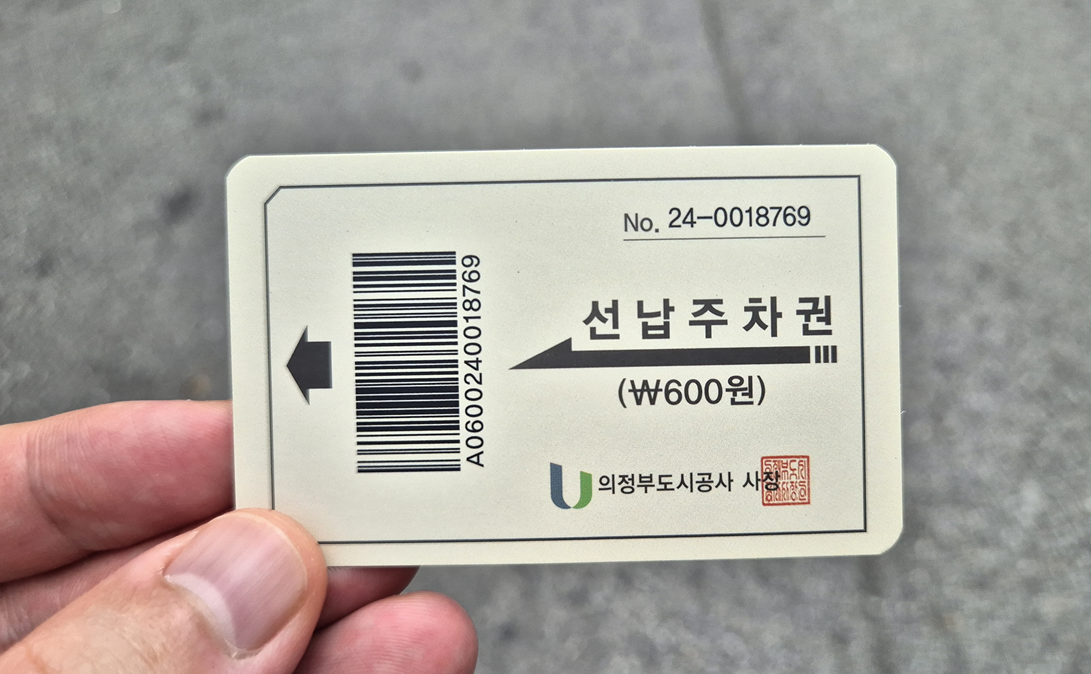 No. 24-0018769
A0600240018769
선납주차권
(₩600원)
의정부도시공사 사장